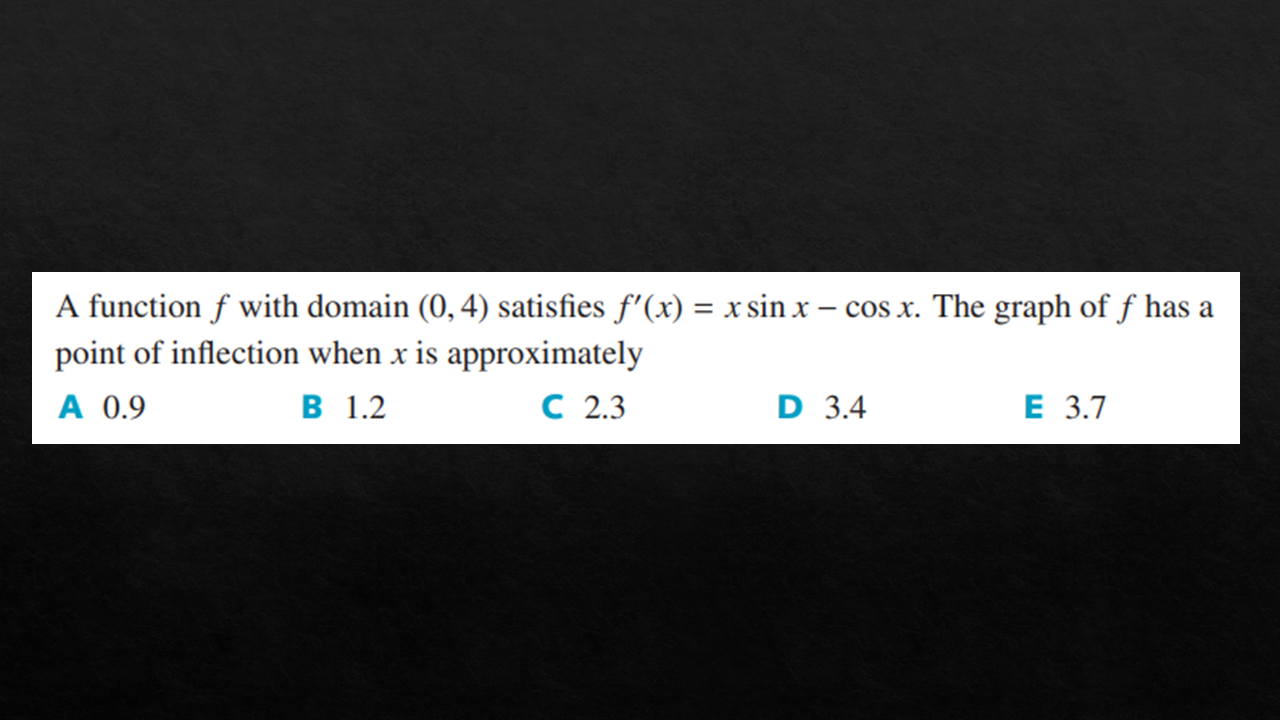 A function f with domain (0, 4) satisfies f′(x) = x sin x − cos x. The graph of f has a
point of inflection when x is approximately
A 0.9 B 1.2 C 2.3 D 3.4 E 3.7